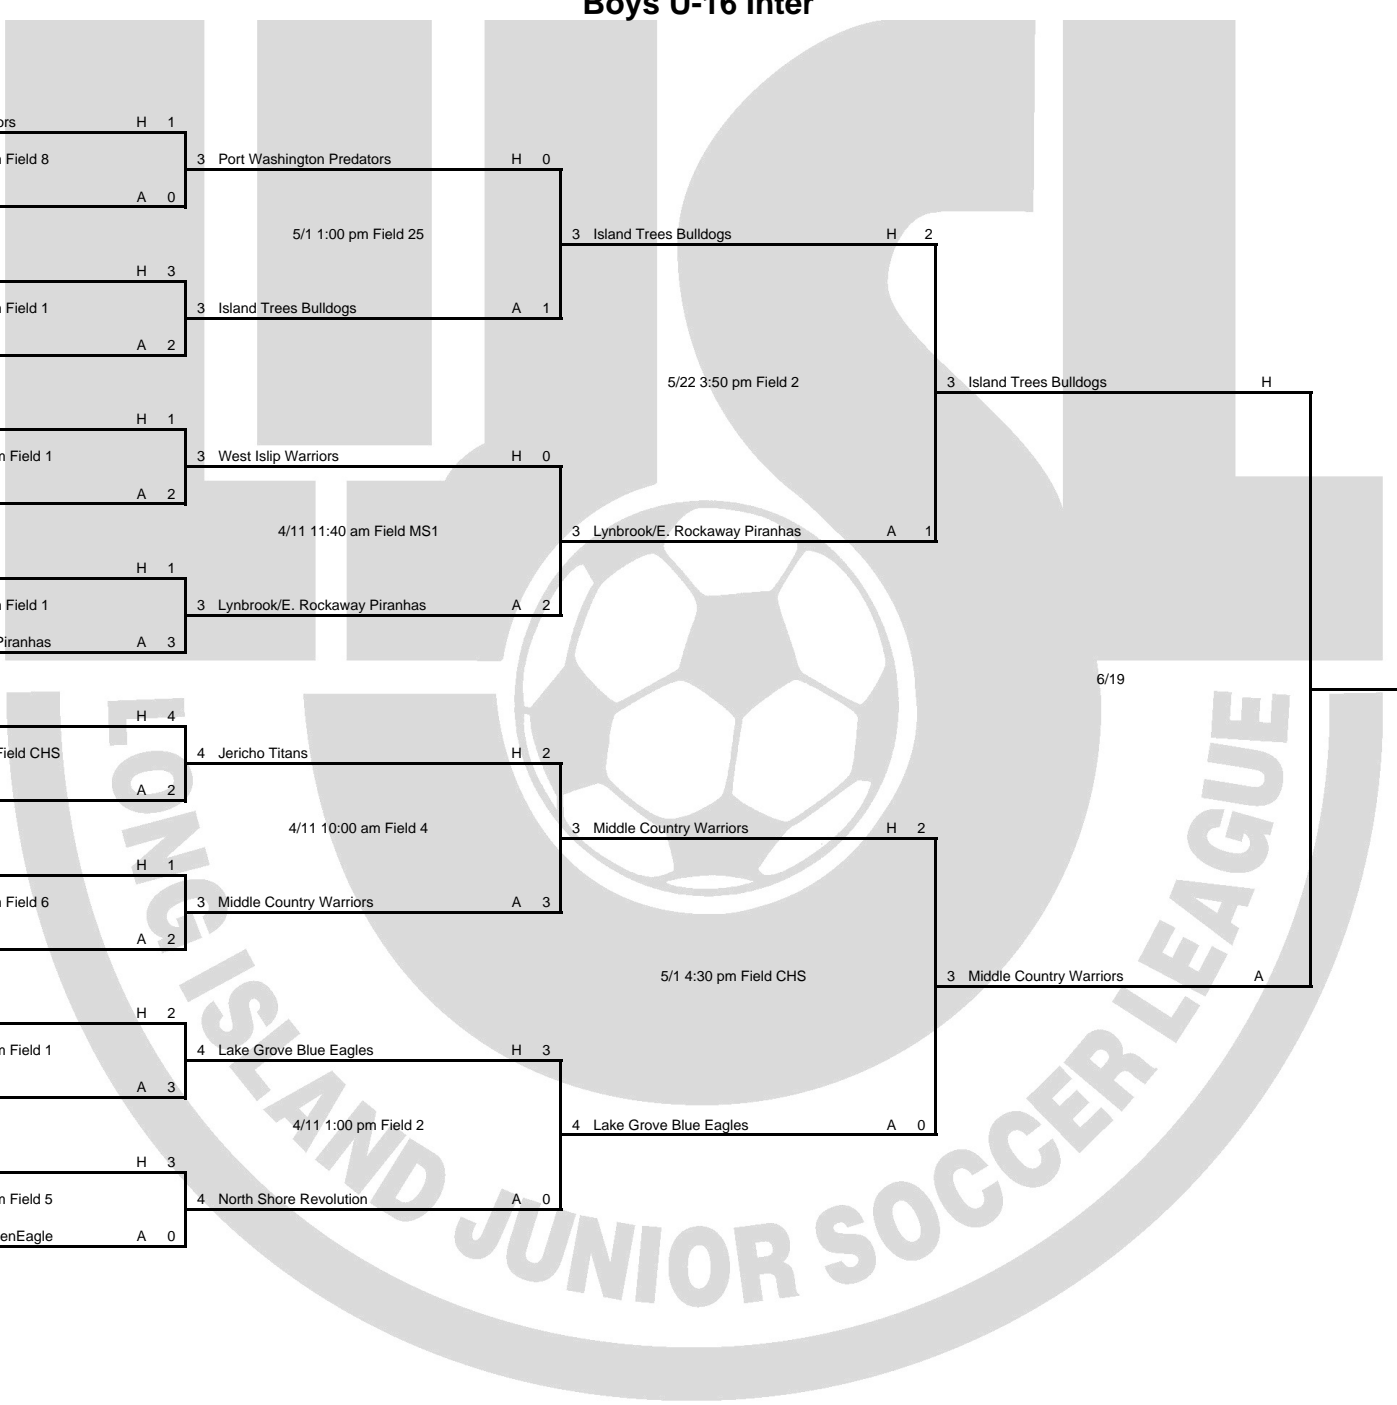 Boys U-16 Inter
ors H 1
Field 8
A 0
3 Port Washington Predators H 0
5/1 1:00 pm Field 25
H 3
Field 1
A 2
3 Island Trees Bulldogs A 1
3 Island Trees Bulldogs H 2
5/22 3:50 pm Field 2
H 1
m Field 1
A 2
3 West Islip Warriors H 0
4/11 11:40 am Field MS1
H 1
Field 1
Piranhas A 3
3 Lynbrook/E. Rockaway Piranhas A 2
3 Lynbrook/E. Rockaway Piranhas A 1
3 Island Trees Bulldogs H
6/19
H 4
Field CHS
A 2
4 Jericho Titans H 2
4/11 10:00 am Field 4
H 1
Field 6
A 2
3 Middle Country Warriors A 3
3 Middle Country Warriors H 2
5/1 4:30 pm Field CHS
3 Middle Country Warriors A
H 2
m Field 1
A 3
4 Lake Grove Blue Eagles H 3
4/11 1:00 pm Field 2
H 3
m Field 5
enEagle A 0
4 North Shore Revolution A 0
4 Lake Grove Blue Eagles A 0
LONG ISLAND JUNIOR SOCCER LEAGUE